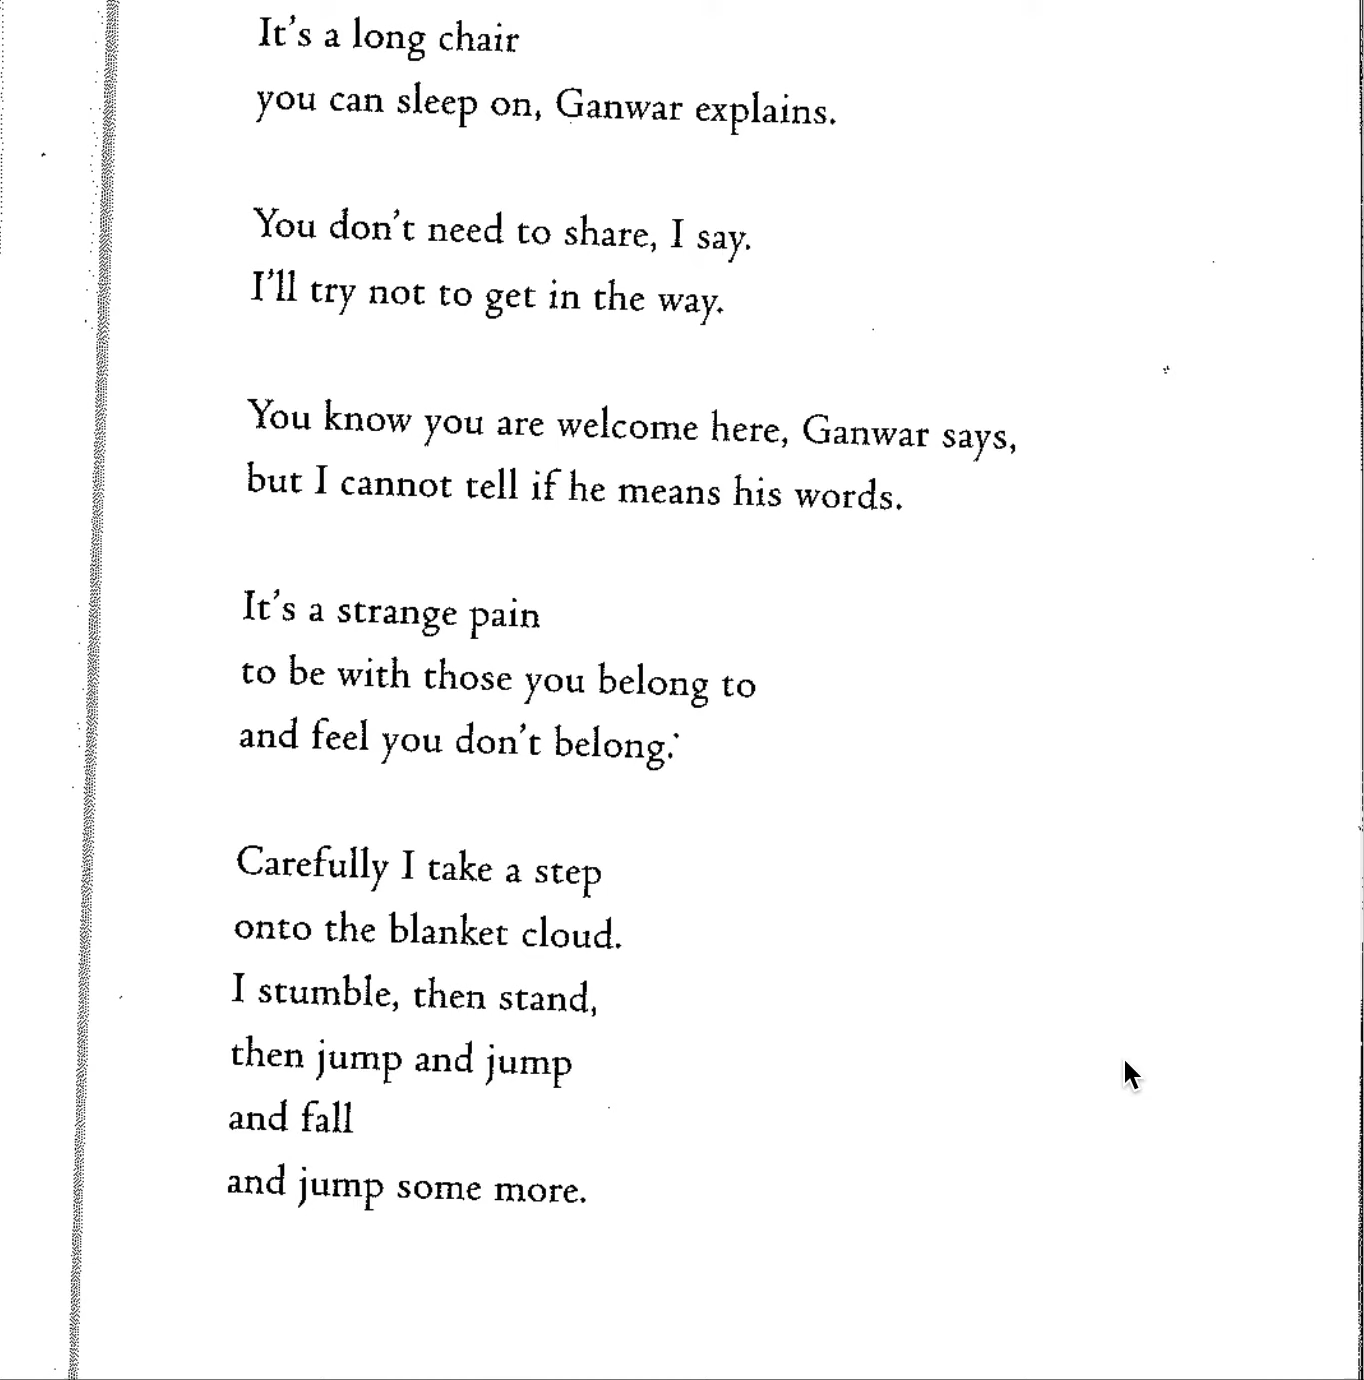 It's a long chair
you can sleep on, Ganwar explains.
You don't need to share, I say.
I'll try not to get in the way.
You know you are welcome here, Ganwar says,
but I cannot tell if he means his words.
It's a strange pain
to be with those you belong to
and feel you don't belong.
Carefully I take a step
onto the blanket cloud.
I stumble, then stand,
then jump and jump
and fall
and jump some more.